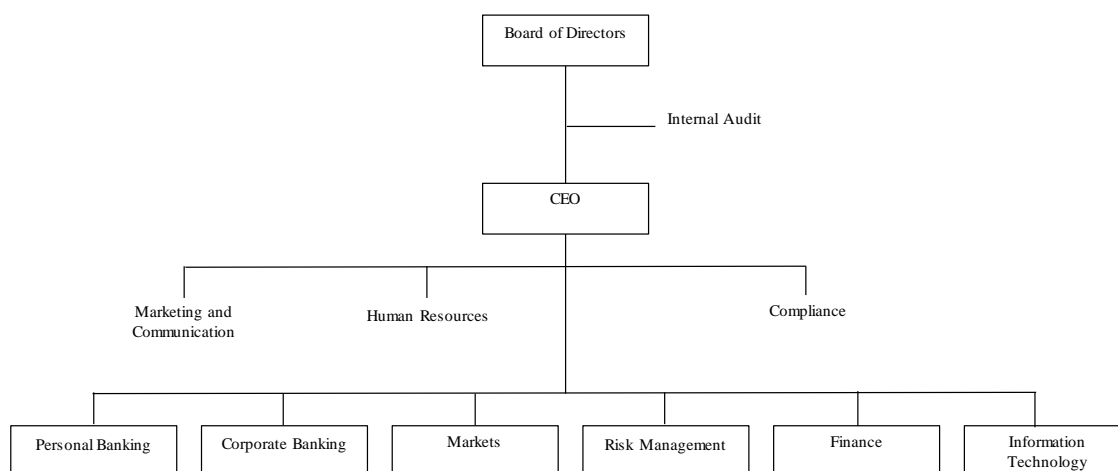 Board of Directors
Internal Audit
CEO
Marketing and
Communication
Human Resources
Compliance
Personal Banking
Corporate Banking
Markets
Risk Management
Finance
Information
Technology